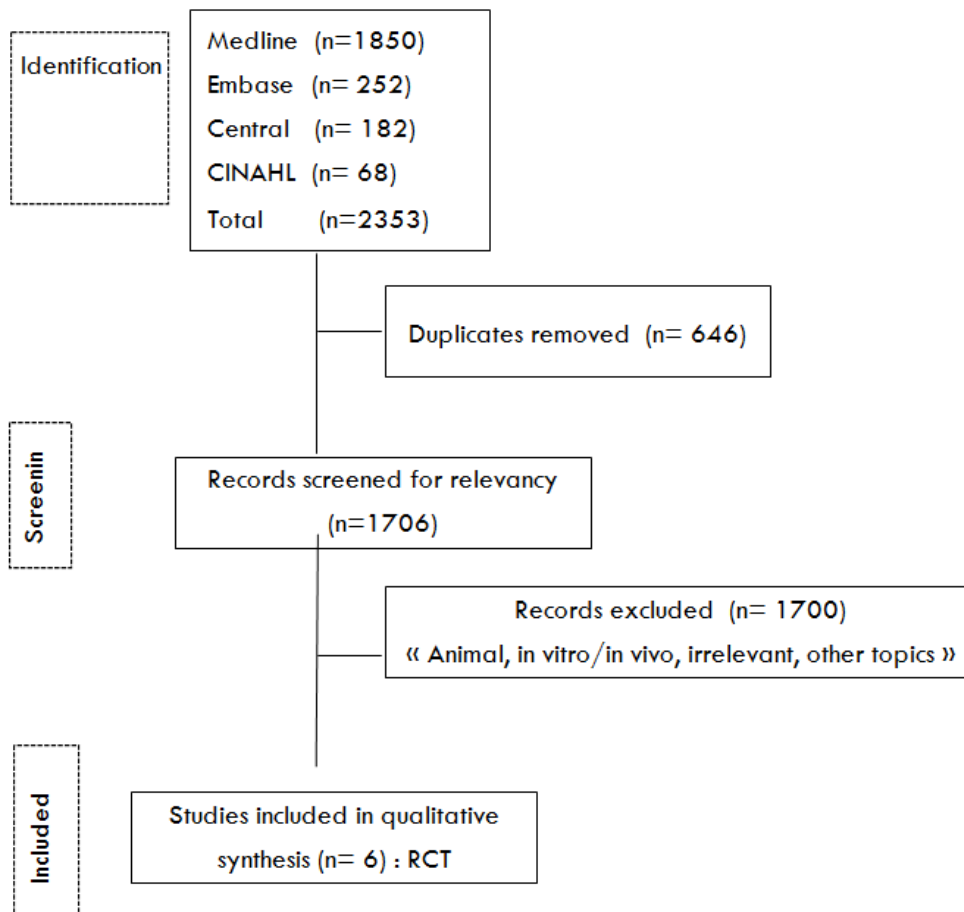 Identification
Medline (n=1850)
Embase (n= 252)
Central (n= 182)
CINAHL (n= 68)
Total (n=2353)
Duplicates removed (n= 646)
Screenin
Records screened for relevancy
(n=1706)
Records excluded (n= 1700)
« Animal, in vitro/in vivo, irrelevant, other topics »
Included
Studies included in qualitative
synthesis (n= 6) : RCT